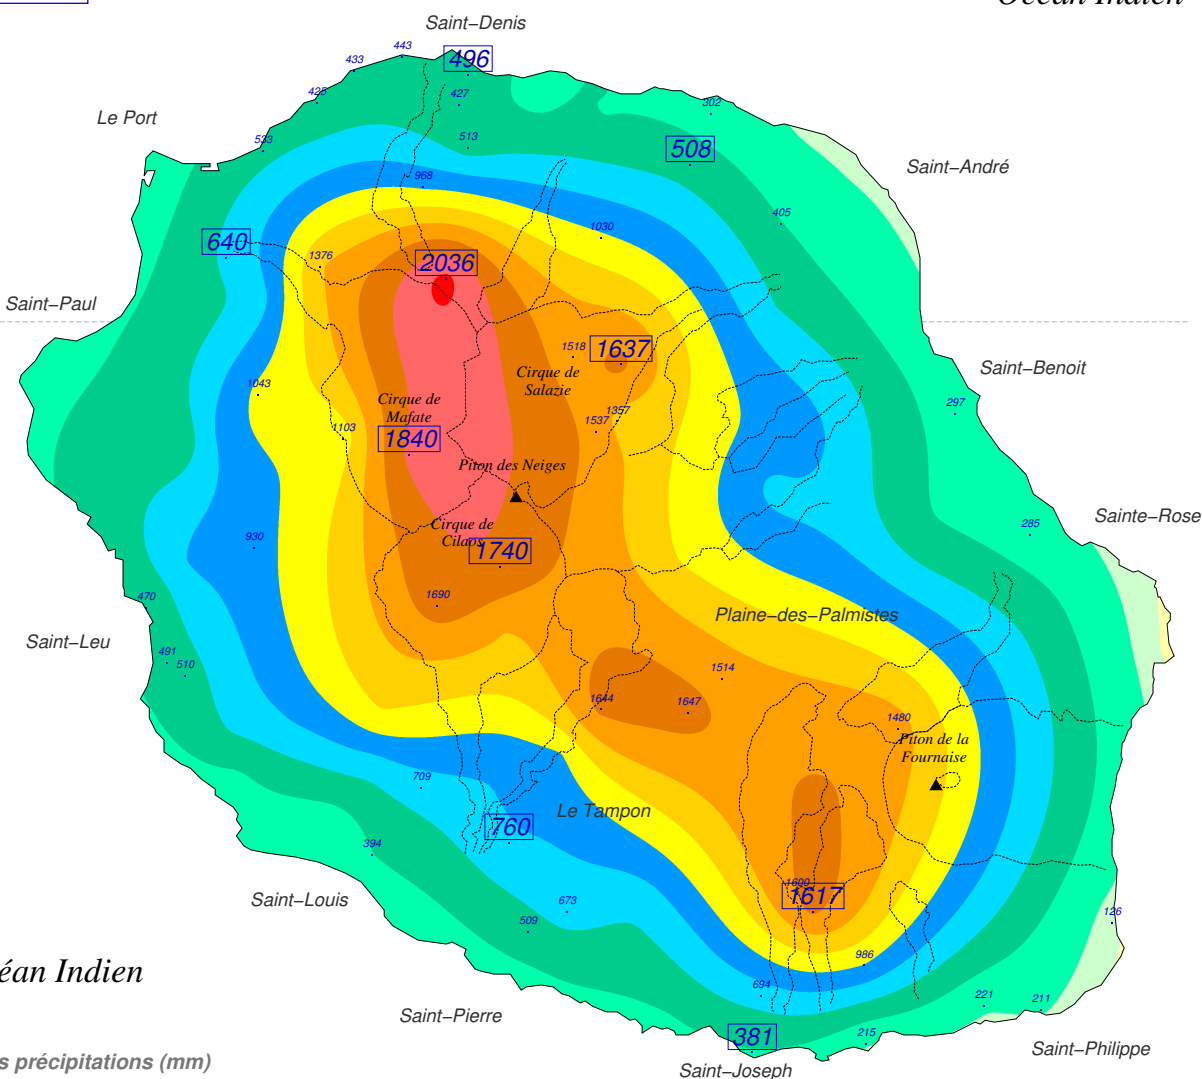 Océan Indien
Saint–Denis
443
433
496
425
427
302
Le Port
533
513
508
Saint–André
968
405
640
1030
1376
2036
Saint–Paul
1518
1637
Cirque de
Salazie
Saint–Benoit
1043
Cirque de
Mafate
297
1103
1357
1537
1840
Piton des Neiges
Sainte–Rose
285
Cirque de
Cilaos
930
1740
470
1690
Plaine–des–Palmistes
Saint–Leu
491
510
1514
1644
1647
1480
Piton de la
Fournaise
709
Le Tampon
760
394
1600
1617
Saint–Louis
673
509
126
986
éan Indien
694
221
211
Saint–Pierre
381
215
s précipitations (mm)
Saint–Philippe
Saint–Joseph